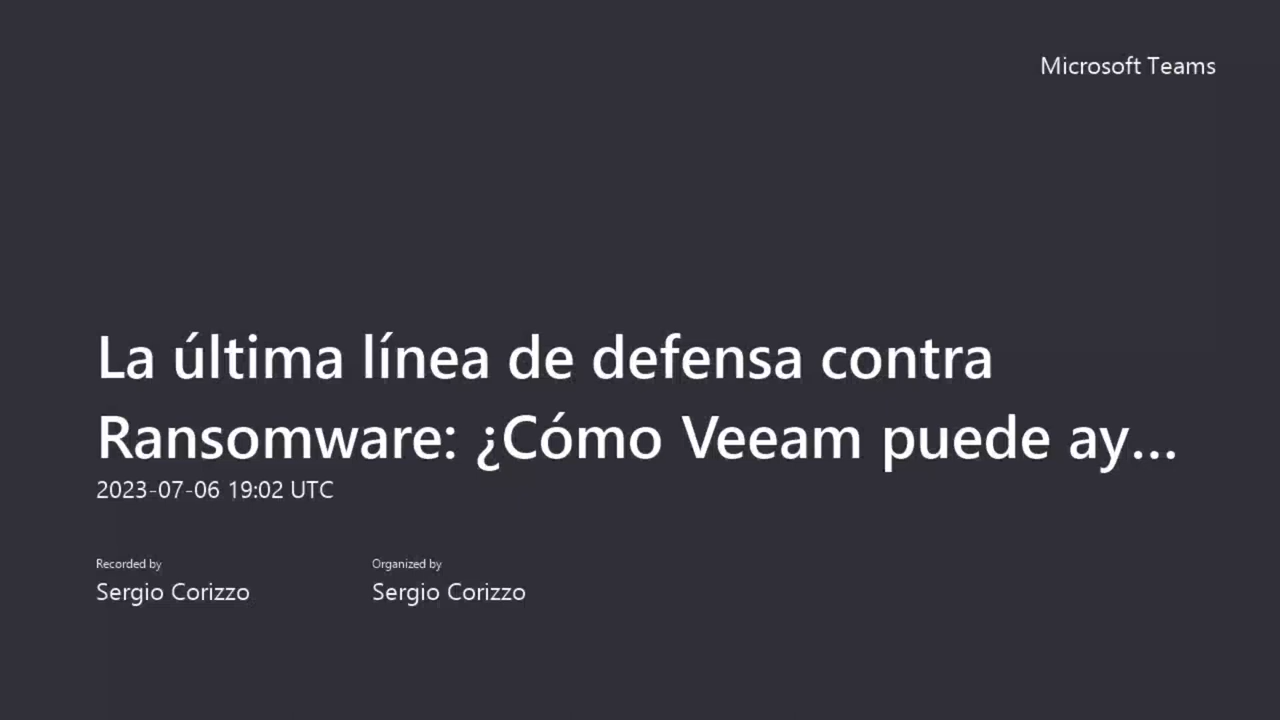 Microsoft Teams
La última línea de defensa contra
Ransomware: ¿Cómo Veeam puede ay...
2023-07-06 19:02 UTC
Recorded by
Sergio Corizzo
Organized by
Sergio Corizzo